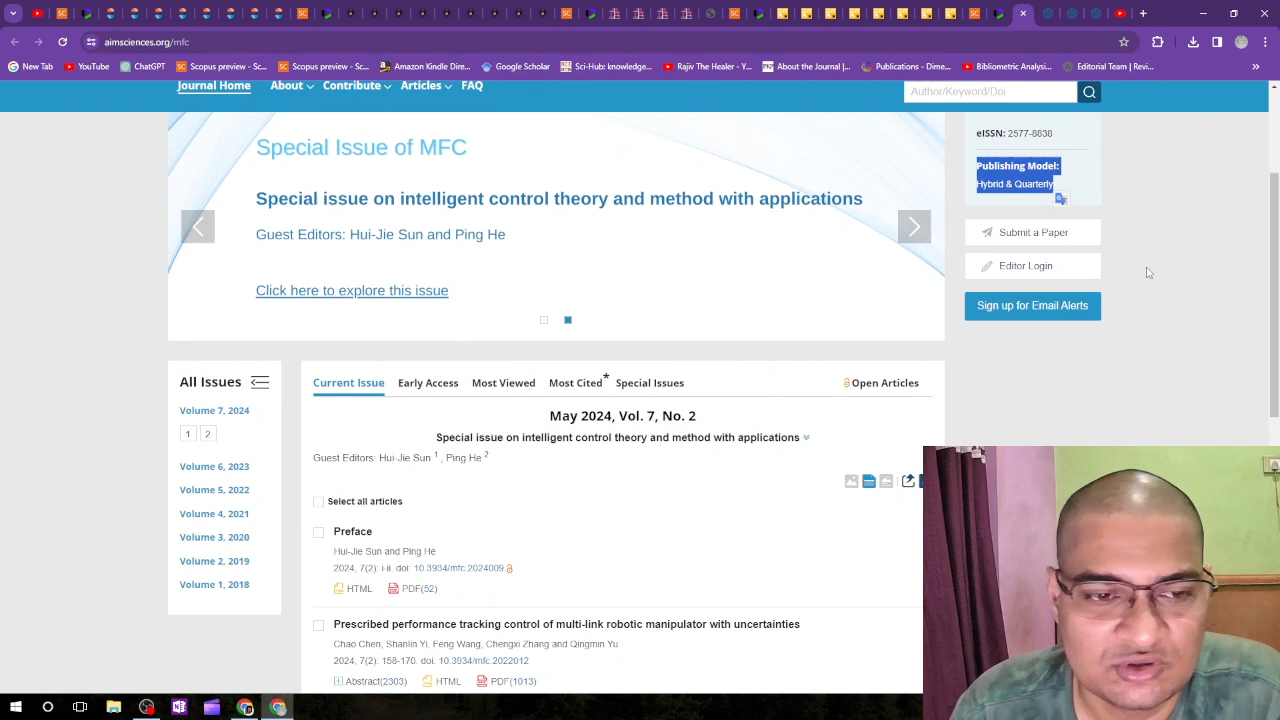 aimsciences.org/mfc
New Tab YouTube ChatGPT Scopus preview - Sc... Scopus preview - Sc... Amazon Kindle Dire... Google Scholar Sci-Hub: knowledge... Rajiv The Healer - Y... About the Journal |... Publications - Dime... Bibliometric Analysi... Editorial Team | Revi...
Journal Home About Contribute Articles FAQ
Author/Keyword/Doi
eISSN: 2577-8838
Publishing Model:
Hybrid & Quarterly
Special Issue of MFC
Special issue on intelligent control theory and method with applications
Guest Editors: Hui-Jie Sun and Ping He
Click here to explore this issue
Submit a Paper
Editor Login
Sign up for Email Alerts
All Issues
Volume 7, 2024
1 2
Volume 6, 2023
Volume 5, 2022
Volume 4, 2021
Volume 3, 2020
Volume 2, 2019
Volume 1, 2018
Current Issue Early Access Most Viewed Most Cited* Special Issues Open Articles
May 2024, Vol. 7, No. 2
Special issue on intelligent control theory and method with applications
Guest Editors: Hui-Jie Sun 1 , Ping He 2
Select all articles
Preface
Hui-Jie Sun and Ping He
2024, 7(2): i-ii. doi: 10.3934/mfc.2024009
HTML PDF(52)
Prescribed performance tracking control of multi-link robotic manipulator with uncertainties
Chao Chen, Shanlin Yi, Feng Wang, Chengxi Zhang and Qingmin Yu
2024, 7(2): 158-170. doi: 10.3934/mfc.2022012
Abstract(2303) HTML PDF(1013)